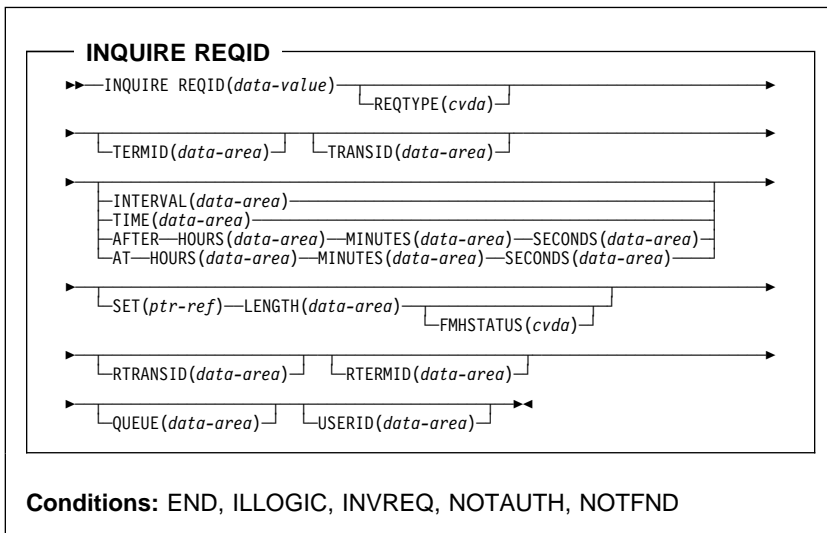 INQUIRE REQID
INQUIRE REQID(data-value)
REQTYPE(cvda)
TERMID(data-area) TRANSID(data-area)
INTERVAL(data-area)
TIME(data-area)
AFTER HOURS(data-area) MINUTES(data-area) SECONDS(data-area)
AT HOURS(data-area) MINUTES(data-area) SECONDS(data-area)
SET(ptr-ref) LENGTH(data-area)
FMHSTATUS(cvda)
RTRANSID(data-area) RTERMID(data-area)
QUEUE(data-area) USERID(data-area)
Conditions: END, ILLOGIC, INVREQ, NOTAUTH, NOTFND